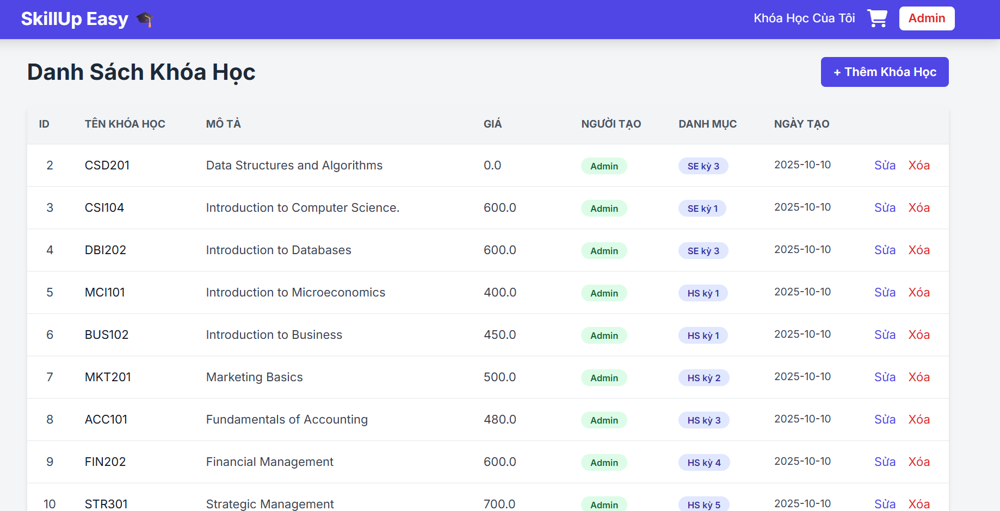 SkillUp Easy 🎓
Khóa Học Của Tôi Admin
Danh Sách Khóa Học
+ Thêm Khóa Học
ID TÊN KHÓA HỌC MÔ TẢ GIÁ NGƯỜI TẠO DANH MỤC NGÀY TẠO
2 CSD201 Data Structures and Algorithms 0.0 Admin SE kỳ 3 2025-10-10 Sửa Xóa
3 CSI104 Introduction to Computer Science. 600.0 Admin SE kỳ 1 2025-10-10 Sửa Xóa
4 DBI202 Introduction to Databases 600.0 Admin SE kỳ 3 2025-10-10 Sửa Xóa
5 MCI101 Introduction to Microeconomics 400.0 Admin HS kỳ 1 2025-10-10 Sửa Xóa
6 BUS102 Introduction to Business 450.0 Admin HS kỳ 1 2025-10-10 Sửa Xóa
7 MKT201 Marketing Basics 500.0 Admin HS kỳ 2 2025-10-10 Sửa Xóa
8 ACC101 Fundamentals of Accounting 480.0 Admin HS kỳ 3 2025-10-10 Sửa Xóa
9 FIN202 Financial Management 600.0 Admin HS kỳ 4 2025-10-10 Sửa Xóa
10 STR301 Strategic Management 700.0 Admin HS kỳ 5 2025-10-10 Sửa Xóa